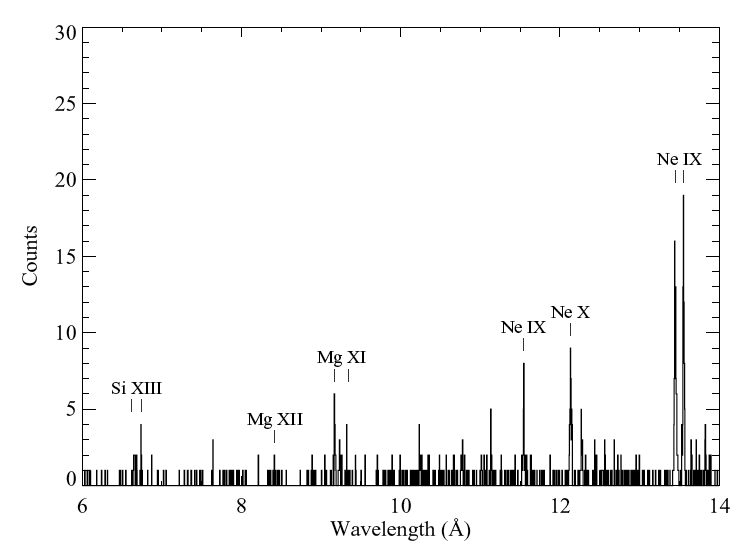 30
25
20
15
10
5
0
Counts
Ne IX
Ne X
Ne IX
Mg XI
Si XIII
Mg XII
6
8
10
12
14
Wavelength (Å)